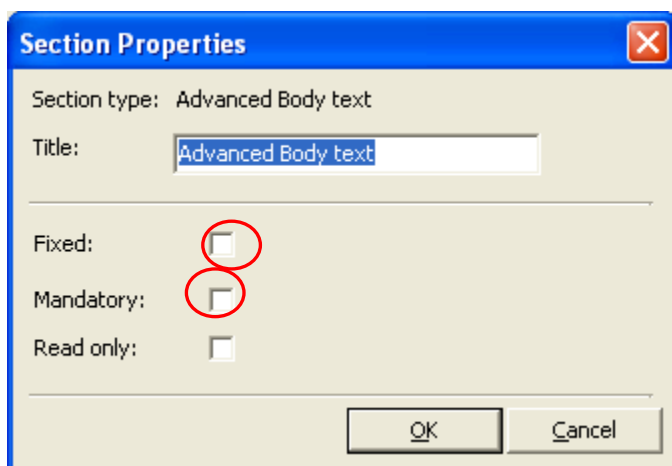 Section Properties
Section type: Advanced Body text
Title: Advanced Body text
Fixed:
Mandatory:
Read only:
OK Cancel